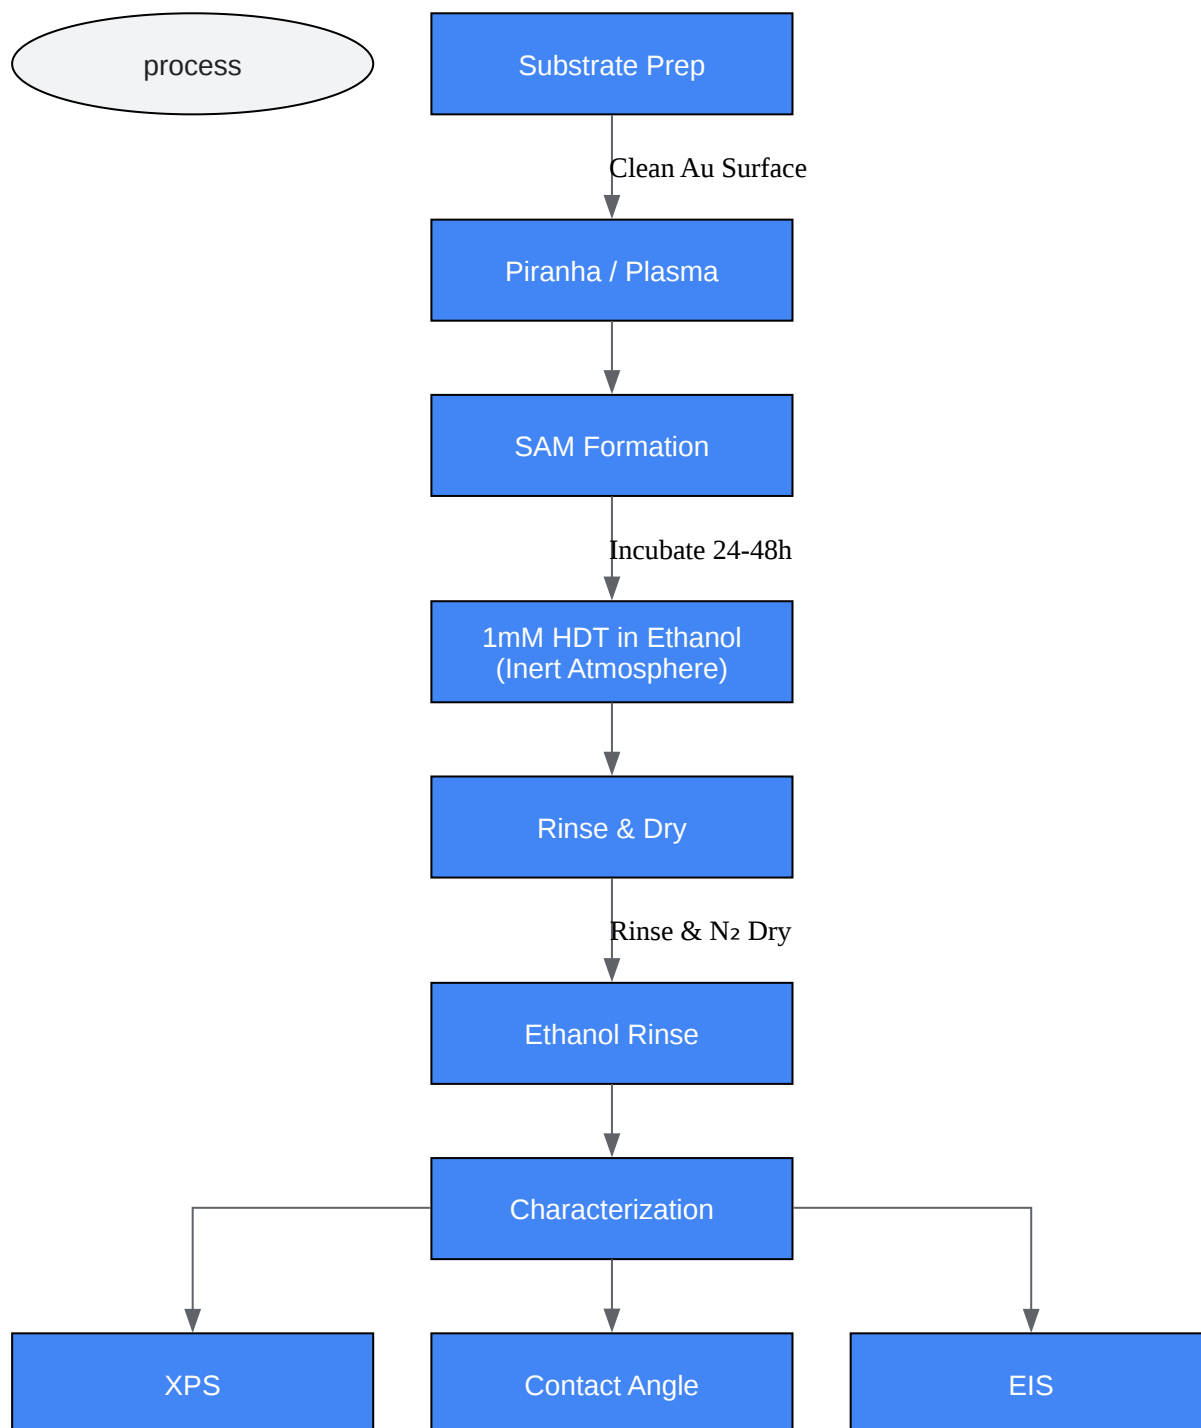 process
Substrate Prep
Clean Au Surface
Piranha / Plasma
SAM Formation
Incubate 24-48h
1mM HDT in Ethanol
(Inert Atmosphere)
Rinse & Dry
Rinse & N₂ Dry
Ethanol Rinse
Characterization
XPS
Contact Angle
EIS